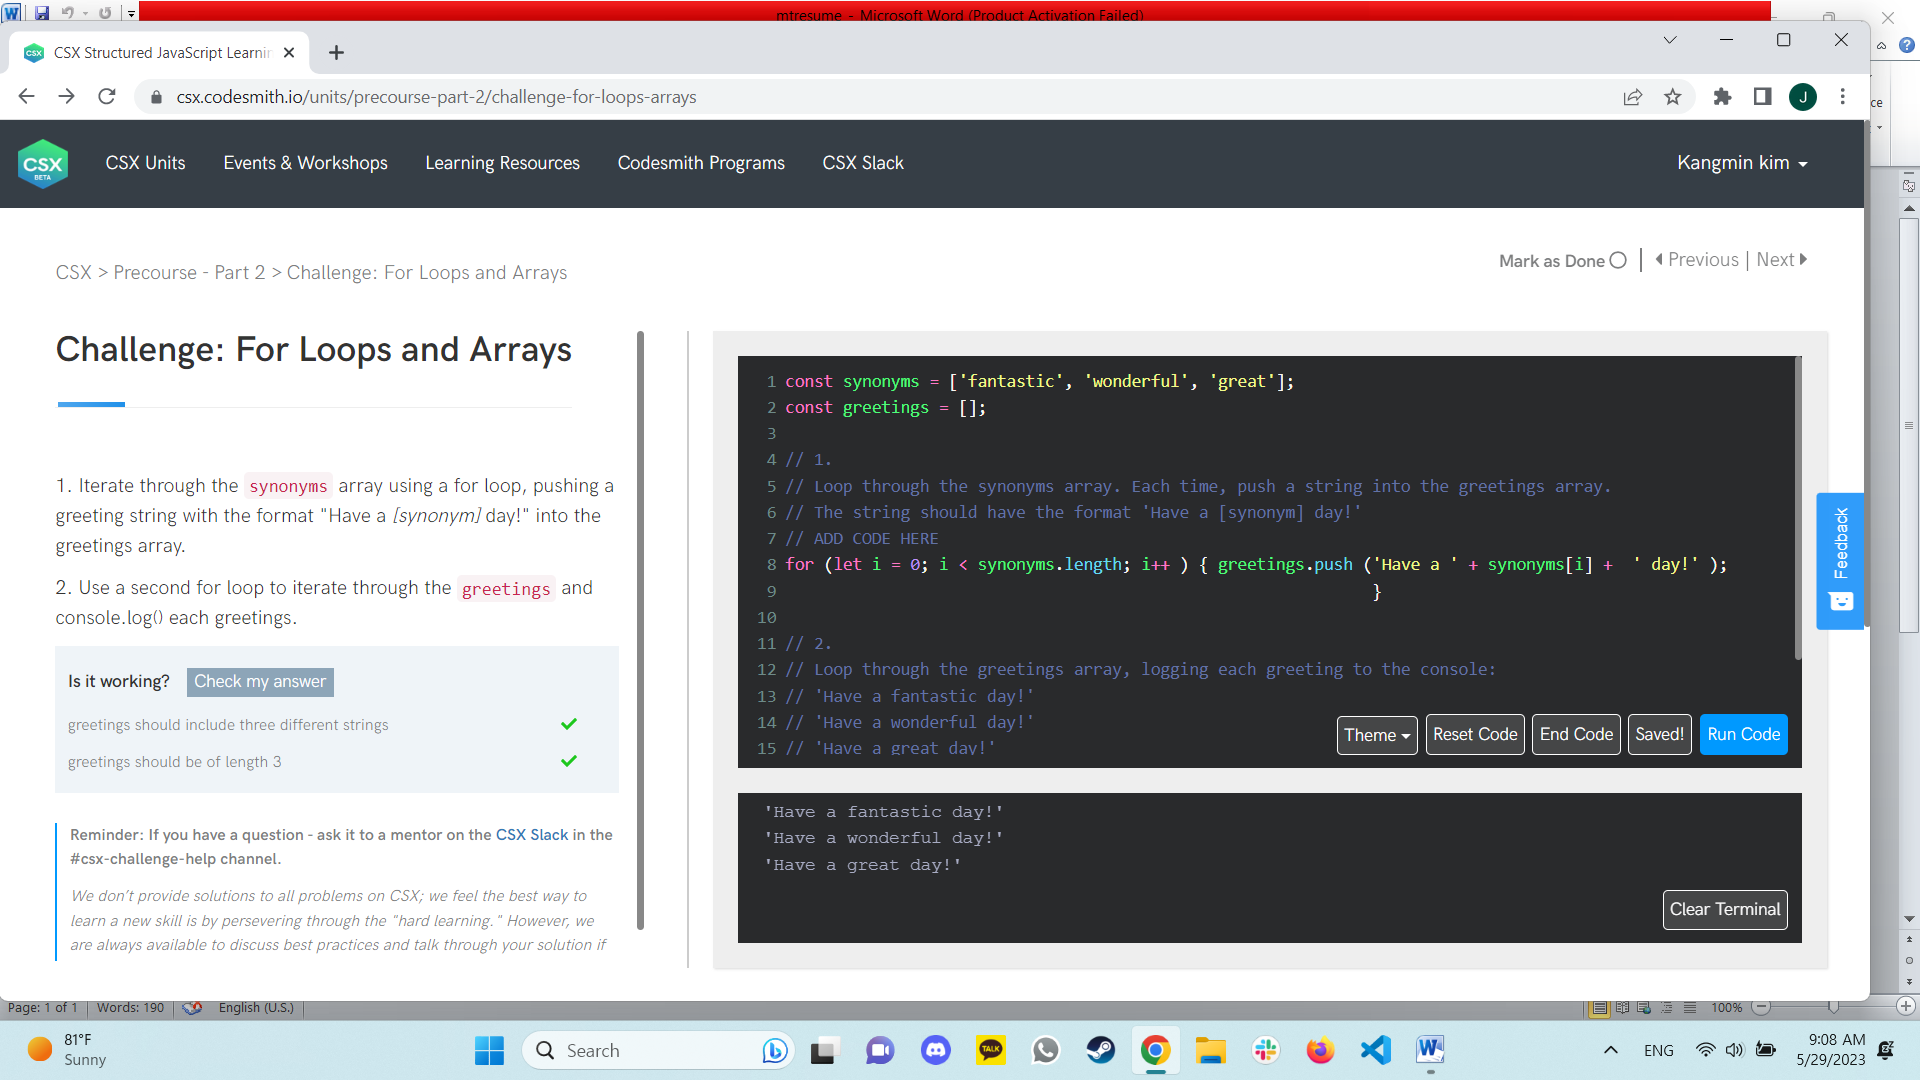 mtresume - Microsoft Word (Product Activation Failed)
CSX Structured JavaScript Learnin
csx.codesmith.io/units/precourse-part-2/challenge-for-loops-arrays
J
CSX
BETA
CSX Units
Events & Workshops
Learning Resources
Codesmith Programs
CSX Slack
Kangmin kim
CSX > Precourse - Part 2 > Challenge: For Loops and Arrays
Mark as Done
Previous | Next
Challenge: For Loops and Arrays
1. Iterate through the synonyms array using a for loop, pushing a
greeting string with the format "Have a [synonym] day!" into the
greetings array.
2. Use a second for loop to iterate through the greetings and
console.log() each greetings.
Is it working?
Check my answer
greetings should include three different strings
greetings should be of length 3
Reminder: If you have a question - ask it to a mentor on the CSX Slack in the
#csx-challenge-help channel.
We don't provide solutions to all problems on CSX; we feel the best way to
learn a new skill is by persevering through the "hard learning." However, we
are always available to discuss best practices and talk through your solution if
1 const synonyms = ['fantastic', 'wonderful', 'great'];
2 const greetings = [];
3
4 // 1.
5 // Loop through the synonyms array. Each time, push a string into the greetings array.
6 // The string should have the format 'Have a [synonym] day!'
7 // ADD CODE HERE
8 for (let i = 0; i < synonyms.length; i++ ) { greetings.push ('Have a ' + synonyms[i] +  ' day!' );
9 }
10
11 // 2.
12 // Loop through the greetings array, logging each greeting to the console:
13 // 'Have a fantastic day!'
14 // 'Have a wonderful day!'
15 // 'Have a great day!'
Theme
Reset Code
End Code
Saved!
Run Code
'Have a fantastic day!'
'Have a wonderful day!'
'Have a great day!'
Clear Terminal
Feedback
ce
Page: 1 of 1
Words: 190
English (U.S.)
100%
81°F
Sunny
Search
TALK
ENG
9:08 AM
5/29/2023